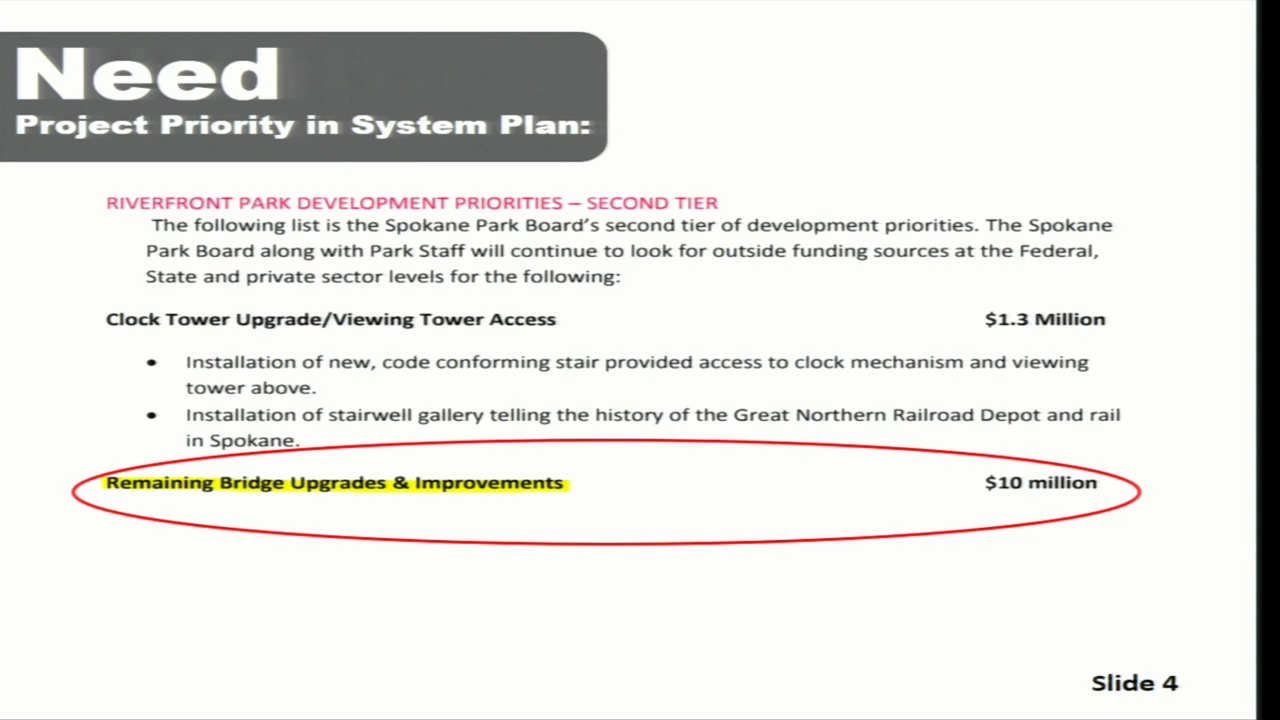 Need
Project Priority in System Plan:
RIVERFRONT PARK DEVELOPMENT PRIORITIES – SECOND TIER
The following list is the Spokane Park Board’s second tier of development priorities. The Spokane
Park Board along with Park Staff will continue to look for outside funding sources at the Federal,
State and private sector levels for the following:
Clock Tower Upgrade/Viewing Tower Access $1.3 Million
• Installation of new, code conforming stair provided access to clock mechanism and viewing
tower above.
• Installation of stairwell gallery telling the history of the Great Northern Railroad Depot and rail
in Spokane.
Remaining Bridge Upgrades & Improvements $10 million
Slide 4